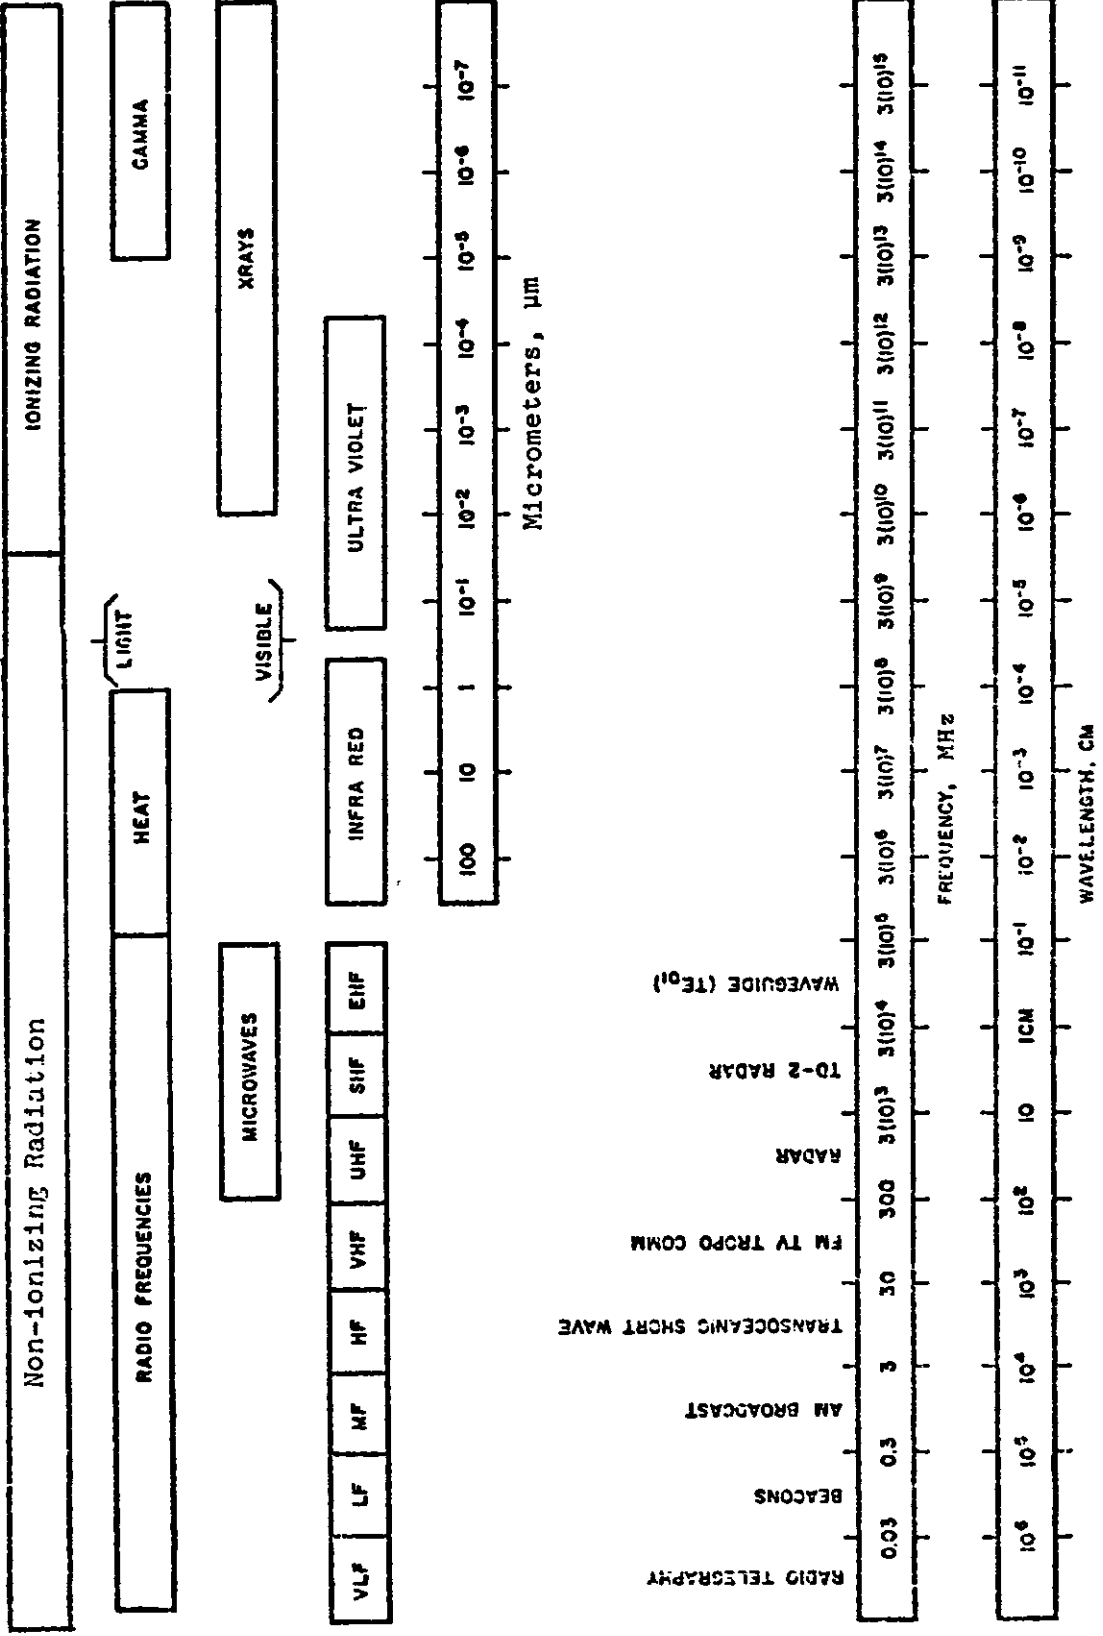 Non-ionizing Radiation
IONIZING RADIATION
RADIO FREQUENCIES
HEAT
LIGHT
GAMMA
MICROWAVES
VISIBLE
XRAYS
VLF
LF
MF
HF
VHF
UHF
SHF
EHF
INFRA RED
ULTRA VIOLET
100
10
1
10-1
10-2
10-3
10-4
10-5
10-6
10-7
Micrometers, μm
RADIO TELEGRAPHY
BEACONS
AM BROADCAST
TRANSOCEANIC SHORT WAVE
FM TV TROPO COMM
RADAR
TD-2 RADAR
WAVEGUIDE (TE01)
0.03
0.3
3
30
300
3(10)3
3(10)4
3(10)5
3(10)6
3(10)7
3(10)8
3(10)9
3(10)10
3(10)11
3(10)12
3(10)13
3(10)14
3(10)15
FREQUENCY, MHz
106
105
104
103
102
10
1CM
10-1
10-2
10-3
10-4
10-5
10-6
10-7
10-8
10-9
10-10
10-11
WAVELENGTH, CM